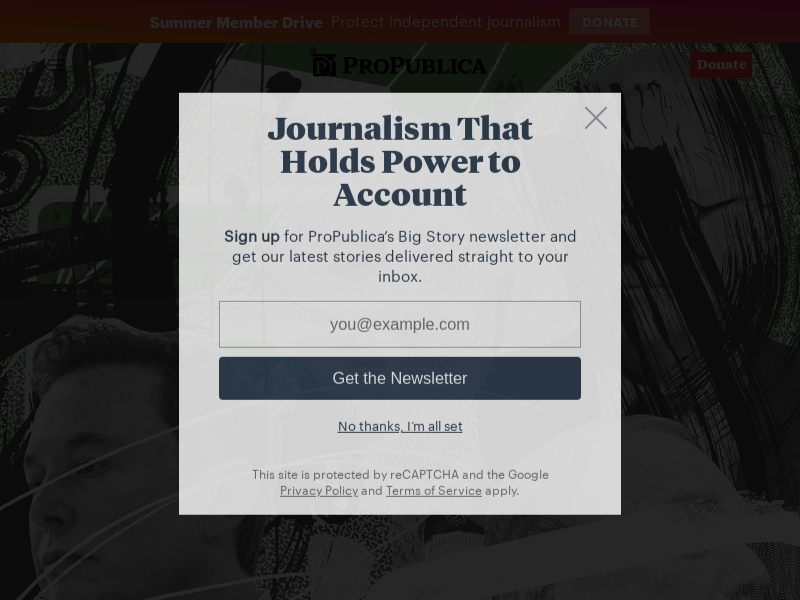 Summer Member Drive Protect independent journalism DONATE
PROPUBLICA
Donate
Journalism That
Holds Power to
Account
Sign up for ProPublica’s Big Story newsletter and
get our latest stories delivered straight to your
inbox.
you@example.com
Get the Newsletter
No thanks, I’m all set
This site is protected by reCAPTCHA and the Google
Privacy Policy and Terms of Service apply.